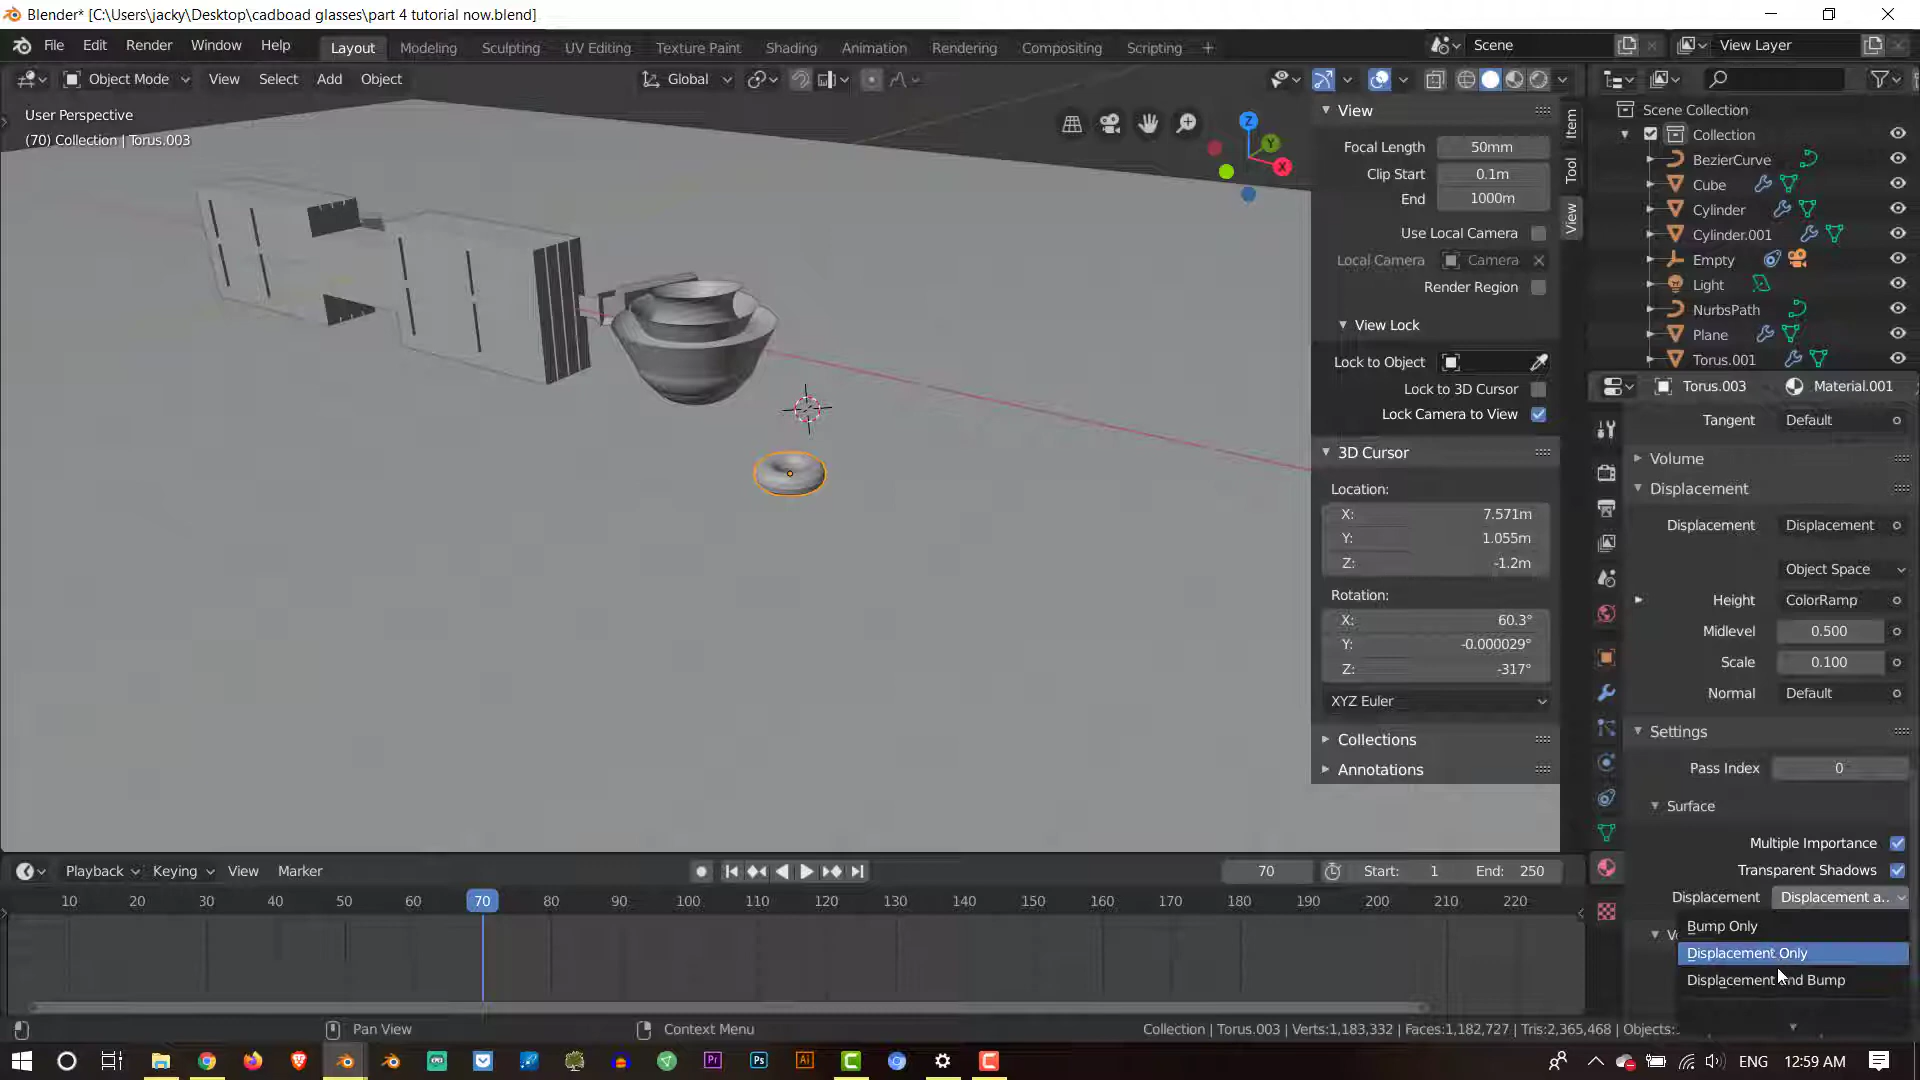 Blender* [C:\Users\jacky\Desktop\cadboad glasses\part 4 tutorial now.blend]
File Edit Render Window Help
Layout Modeling Sculpting UV Editing Texture Paint Shading Animation Rendering Compositing Scripting +
Scene
View Layer
Object Mode View Select Add Object
Global
User Perspective
(70) Collection | Torus.003
Z
Y
X
View
Focal Length 50mm
Clip Start 0.1m
End 1000m
Use Local Camera
Local Camera Camera
Render Region
View Lock
Lock to Object
Lock to 3D Cursor
Lock Camera to View
3D Cursor
Location:
X: 7.571m
Y: 1.055m
Z: -1.2m
Rotation:
X: 60.3°
Y: -0.000029°
Z: -317°
XYZ Euler
Collections
Annotations
Item
Tool
View
Scene Collection
Collection
BezierCurve
Cube
Cylinder
Cylinder.001
Empty
Light
NurbsPath
Plane
Torus.001
Torus.003 Material.001
Tangent Default
Volume
Displacement
Displacement Displacement
Object Space
Height ColorRamp
Midlevel 0.500
Scale 0.100
Normal Default
Settings
Pass Index 0
Surface
Multiple Importance
Transparent Shadows
Displacement Displacement a..
Bump Only
Displacement Only
Displacement and Bump
Playback Keying View Marker
70 Start: 1 End: 250
10 20 30 40 50 60 70 80 90 100 110 120 130 140 150 160 170 180 190 200 210 220
Pan View
Context Menu
Collection | Torus.003 | Verts:1,183,332 | Faces:1,182,727 | Tris:2,365,468 | Objects:
Pr Ps Ai
ENG 12:59 AM